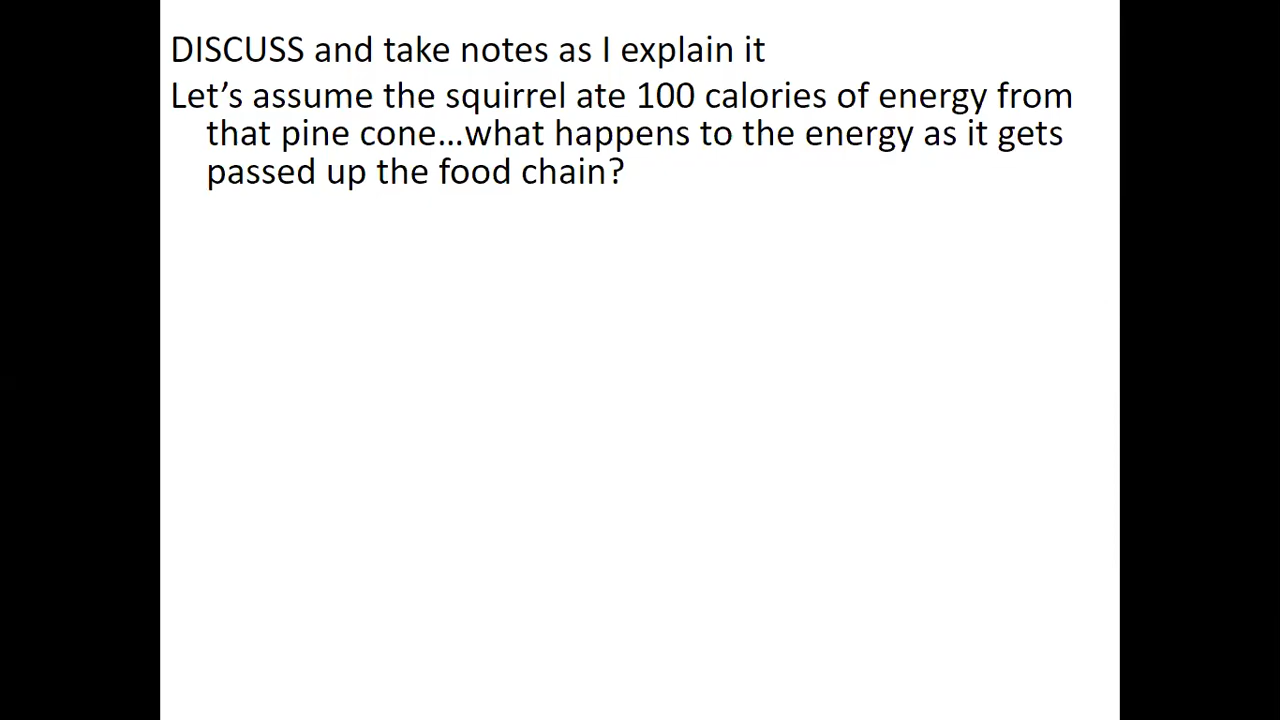 DISCUSS and take notes as I explain it
Let’s assume the squirrel ate 100 calories of energy from
that pine cone…what happens to the energy as it gets
passed up the food chain?